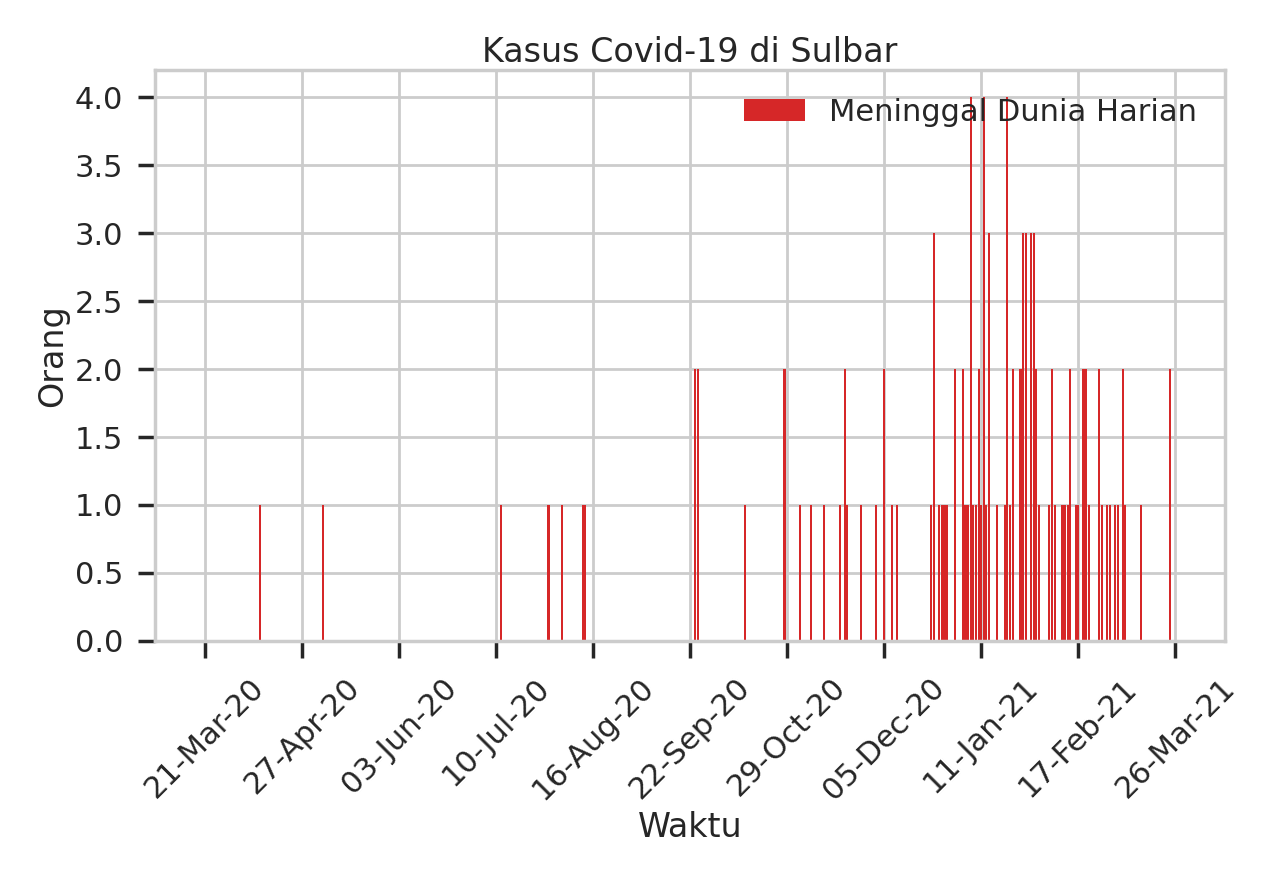 Kasus Covid-19 di Sulbar
Meninggal Dunia Harian
Orang
4.0
3.5
3.0
2.5
2.0
1.5
1.0
0.5
0.0
21-Mar-20
27-Apr-20
03-Jun-20
10-Jul-20
16-Aug-20
22-Sep-20
29-Oct-20
05-Dec-20
11-Jan-21
17-Feb-21
26-Mar-21
Waktu